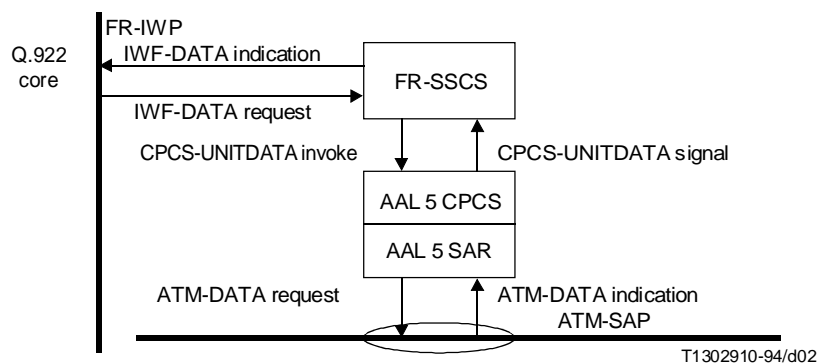 FR-IWP
IWF-DATA indication
Q.922
core
FR-SSCS
IWF-DATA request
CPCS-UNITDATA invoke
CPCS-UNITDATA signal
AAL 5 CPCS
AAL 5 SAR
ATM-DATA request
ATM-DATA indication
ATM-SAP
T1302910-94/d02